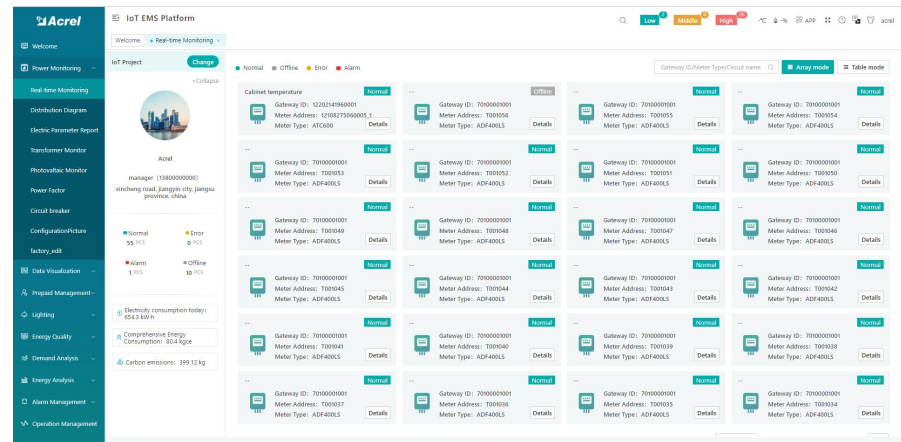 Acrel
IoT EMS Platform
Low 2 Middle 0 High 26 -℃ -% APP acrel
Welcome
Real-time Monitoring
Welcome
Power Monitoring
Real-time Monitoring
Distribution Diagram
Electric Parameter Report
Transformer Monitor
Photovaltaic Monitor
Power Factor
Circuit breaker
ConfigurationPicture
factory_edit
Data Visualization
Prepaid Management
Lighting
Energy Quality
Demand Analysis
Energy Analysis
Alarm Management
Operation Management
IoT Project
Change
<Collapse
Acrel
manager (13800000000)
xincheng road, jiangyin city, jiangsu
province, china
Normal
55 PCS
Error
0 PCS
Alarm
1 PCS
Offline
10 PCS
Electricity consumption today:
654.3 kW·h
Comprehensive Energy
Consumption: 80.4 kgce
Carbon emissions: 399.12 kg
Normal Offline Error Alarm
Gateway ID/Meter Type/Circuit name
Array mode
Table mode
Cabinet temperature Normal
Gateway ID: 12202141960001
Meter Address: 12108275060005_1
Meter Type: ATC600 Details
-- Offline
Gateway ID: 70100001001
Meter Address: T001056
Meter Type: ADF400LS Details
-- Normal
Gateway ID: 70100001001
Meter Address: T001055
Meter Type: ADF400LS Details
-- Normal
Gateway ID: 70100001001
Meter Address: T001054
Meter Type: ADF400LS Details
-- Normal
Gateway ID: 70100001001
Meter Address: T001053
Meter Type: ADF400LS Details
-- Normal
Gateway ID: 70100001001
Meter Address: T001052
Meter Type: ADF400LS Details
-- Normal
Gateway ID: 70100001001
Meter Address: T001051
Meter Type: ADF400LS Details
-- Normal
Gateway ID: 70100001001
Meter Address: T001050
Meter Type: ADF400LS Details
-- Normal
Gateway ID: 70100001001
Meter Address: T001049
Meter Type: ADF400LS Details
-- Normal
Gateway ID: 70100001001
Meter Address: T001048
Meter Type: ADF400LS Details
-- Normal
Gateway ID: 70100001001
Meter Address: T001047
Meter Type: ADF400LS Details
-- Normal
Gateway ID: 70100001001
Meter Address: T001046
Meter Type: ADF400LS Details
-- Normal
Gateway ID: 70100001001
Meter Address: T001045
Meter Type: ADF400LS Details
-- Normal
Gateway ID: 70100001001
Meter Address: T001044
Meter Type: ADF400LS Details
-- Normal
Gateway ID: 70100001001
Meter Address: T001043
Meter Type: ADF400LS Details
-- Normal
Gateway ID: 70100001001
Meter Address: T001042
Meter Type: ADF400LS Details
-- Normal
Gateway ID: 70100001001
Meter Address: T001041
Meter Type: ADF400LS Details
-- Normal
Gateway ID: 70100001001
Meter Address: T001040
Meter Type: ADF400LS Details
-- Normal
Gateway ID: 70100001001
Meter Address: T001039
Meter Type: ADF400LS Details
-- Normal
Gateway ID: 70100001001
Meter Address: T001038
Meter Type: ADF400LS Details
-- Normal
Gateway ID: 70100001001
Meter Address: T001037
Meter Type: ADF400LS Details
-- Normal
Gateway ID: 70100001001
Meter Address: T001036
Meter Type: ADF400LS Details
-- Normal
Gateway ID: 70100001001
Meter Address: T001035
Meter Type: ADF400LS Details
-- Normal
Gateway ID: 70100001001
Meter Address: T001034
Meter Type: ADF400LS Details